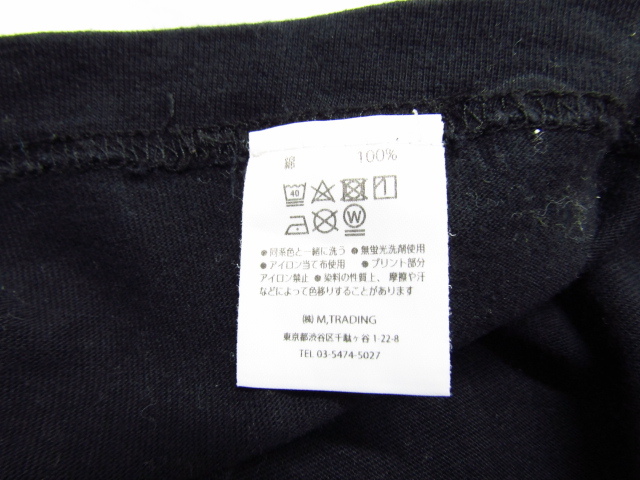 綿 100%
40
W
● 同系色と一緒に洗う ● 無蛍光洗剤使用
● アイロン当て布使用 ● プリント部分
アイロン禁止 ● 染料の性質上、摩擦や汗
などによって色移りすることがあります
㈱ M,TRADING
東京都渋谷区千駄ヶ谷 1-22-8
TEL 03-5474-5027